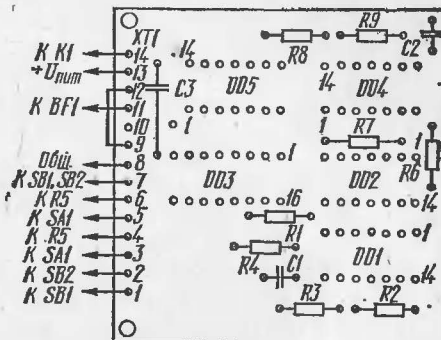 XT1
К К1 14
+Uпит 13
12
К BF1 11
10
9
Общ. 8
К SB1, SB2 7
К R5 6
К SA1 5
К R5 4
К SA1 3
К SB2 2
К SB1 1
R8 R9 C2
14 DD5 14 DD4
C3
1 1 R7 1 R6
1
DD3 DD2
16 14
R1 1
R4 C1 DD1 14
R3 R2